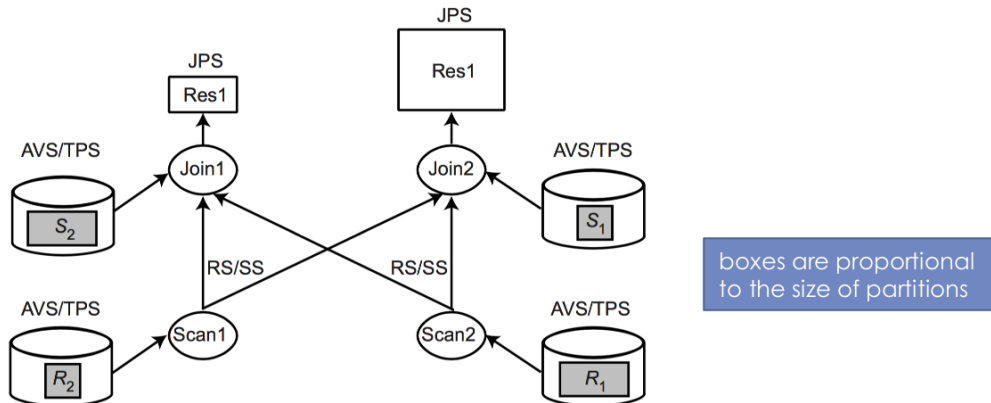 JPS
JPS
Res1
Res1
AVS/TPS
AVS/TPS
Join1
Join2
S2
S1
RS/SS
RS/SS
boxes are proportional
to the size of partitions
AVS/TPS
AVS/TPS
Scan1
Scan2
R2
R1